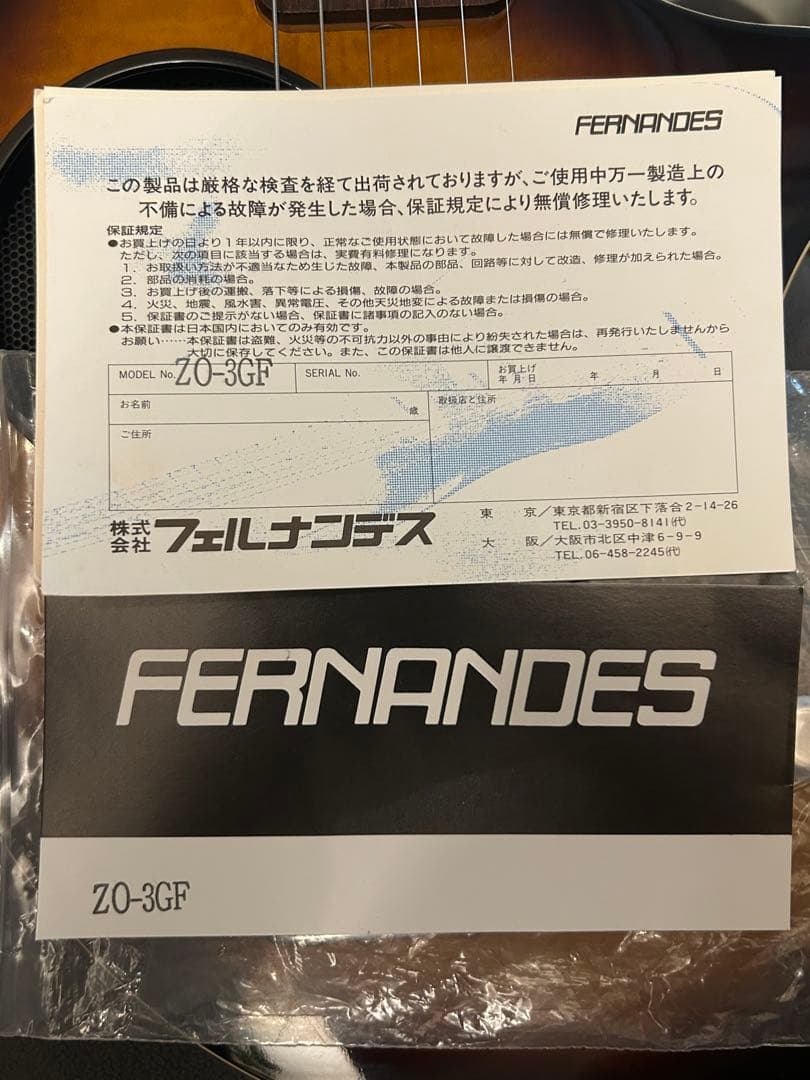 FERNANDES
この製品は厳格な検査を経て出荷されておりますが、ご使用中万一製造上の
不備による故障が発生した場合、保証規定により無償修理いたします。
保証規定
●お買上げの日より1年以内に限り、正常なご使用状態において故障した場合には無償で修理いたします。
ただし、次の項目に該当する場合は、実費有料修理になります。
1．お取扱い方法が不適当なため生じた故障、本製品の部品、回路等に対して改造、修理が加えられた場合。
2．部品の消耗の場合。
3．お買上げ後の運搬、落下等による損傷、故障の場合。
4．火災、地震、風水害、異常電圧、その他天災地変による故障または損傷の場合。
5．保証書のご提示がない場合、保証書に諸事項の記入のない場合。
●本保証書は日本国内においてのみ有効です。
お願い……本保証書は盗難、火災等の不可抗力以外の事由により紛失された場合は、再発行いたしませんから
大切に保存してください。また、この保証書は他人に譲渡できません。
MODEL No. ZO-3GF SERIAL No. お買上げ年月日 年 月 日
お名前 歳 取扱店と住所
ご住所
株式会社フェルナンデス
東京／東京都新宿区下落合2-14-26
TEL.03-3950-8141㈹
大阪／大阪市北区中津6-9-9
TEL.06-458-2245㈹
FERNANDES
ZO-3GF